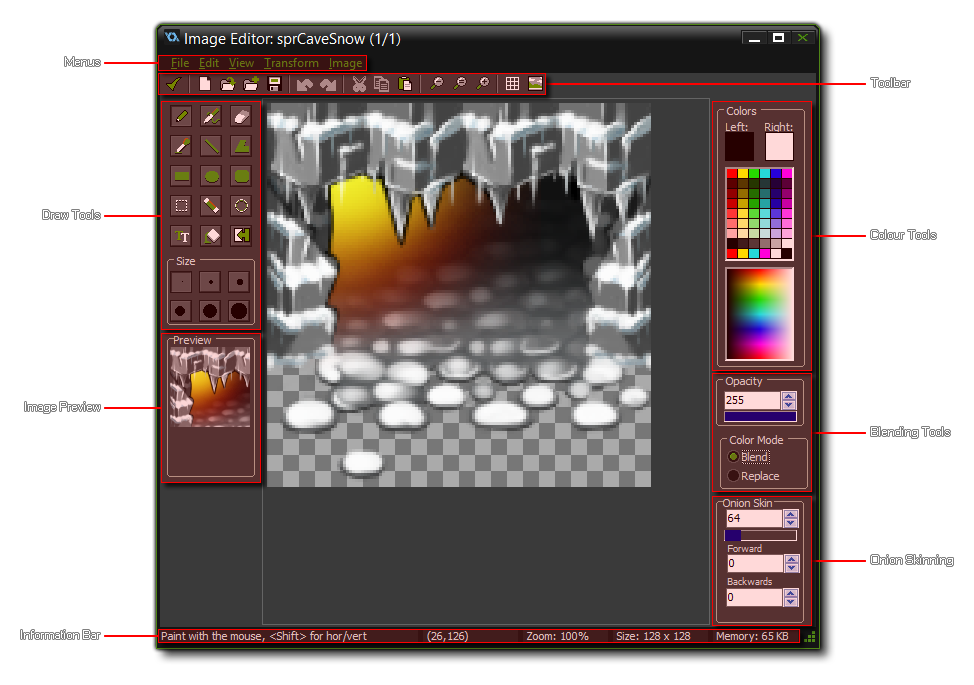 Image Editor: sprCaveSnow (1/1)
Menus
File Edit View Transform Image
Toolbar
Draw Tools
TT
Size
Colors
Left: Right:
Colour Tools
Preview
Image Preview
Opacity
255
Color Mode
Blend
Replace
Blending Tools
Onion Skin
64
Forward
0
Backwards
0
Onion Skinning
Information Bar
Paint with the mouse, <Shift> for hor/vert (26,126) Zoom: 100% Size: 128 x 128 Memory: 65 KB